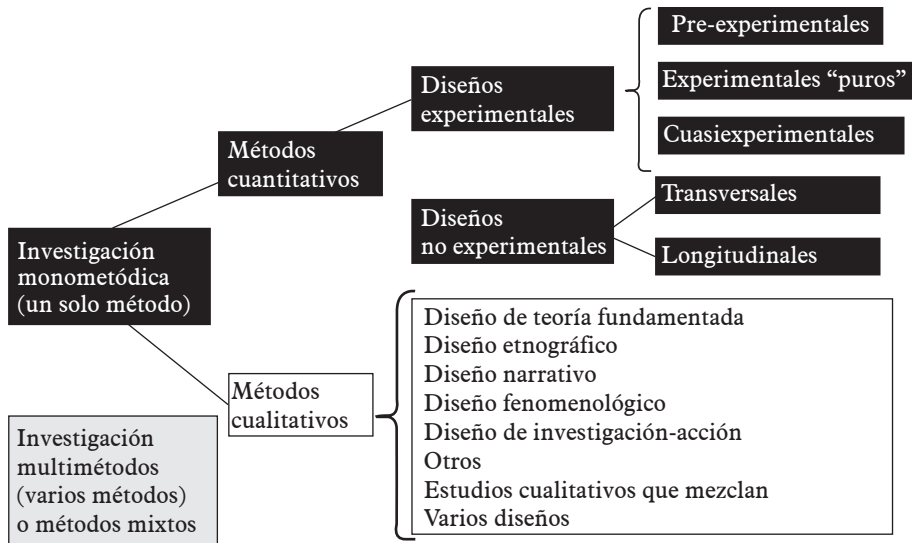 Pre-experimentales
Experimentales “puros”
Cuasiexperimentales
Diseños
experimentales
Métodos
cuantitativos
Transversales
Diseños
no experimentales
Longitudinales
Investigación
monometódica
(un solo método)
Diseño de teoría fundamentada
Diseño etnográfico
Diseño narrativo
Diseño fenomenológico
Diseño de investigación-acción
Otros
Estudios cualitativos que mezclan
Varios diseños
Métodos
cualitativos
Investigación
multimétodos
(varios métodos)
o métodos mixtos